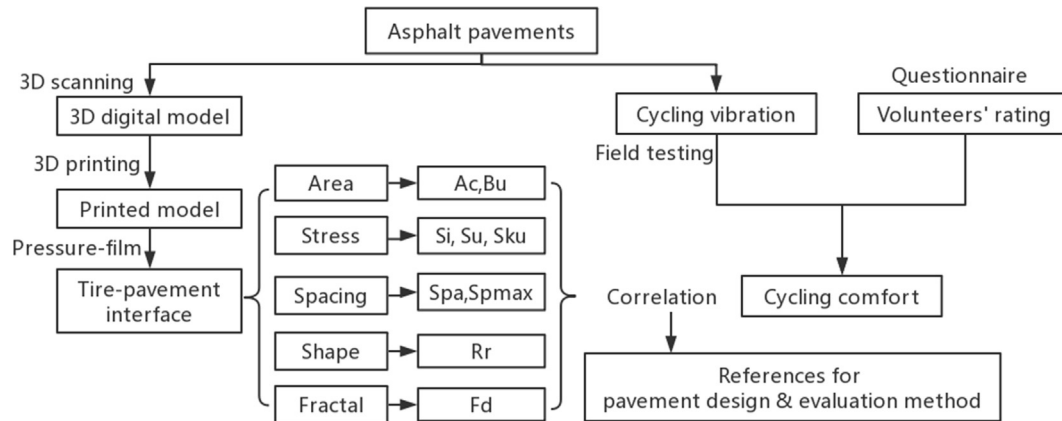 Asphalt pavements
3D scanning
3D digital model
3D printing
Printed model
Pressure-film
Tire-pavement
interface
Area
Ac,Bu
Stress
Si, Su, Sku
Spacing
Spa,Spmax
Shape
Rr
Fractal
Fd
Cycling vibration
Field testing
Questionnaire
Volunteers' rating
Cycling comfort
Correlation
References for
pavement design & evaluation method